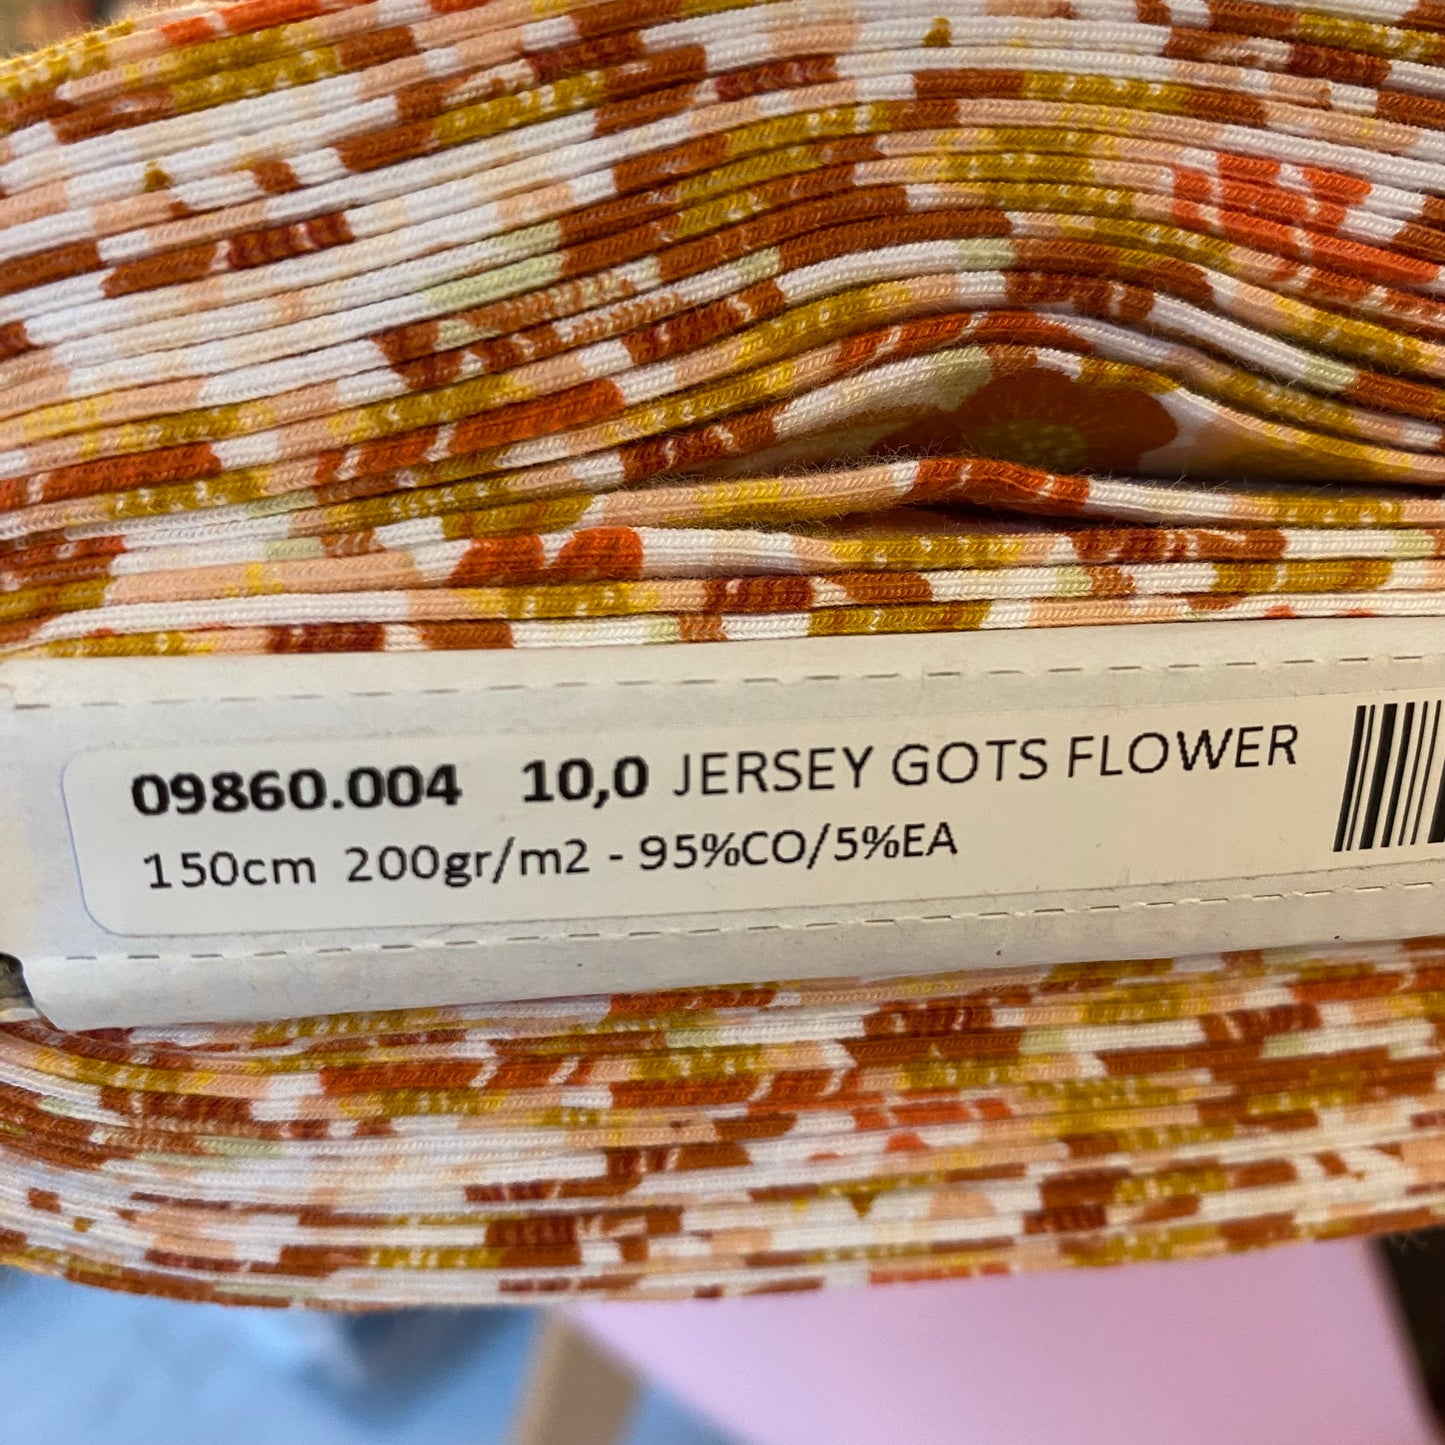 09860.004 10,0 JERSEY GOTS FLOWER
150cm 200gr/m2 - 95%CO/5%EA